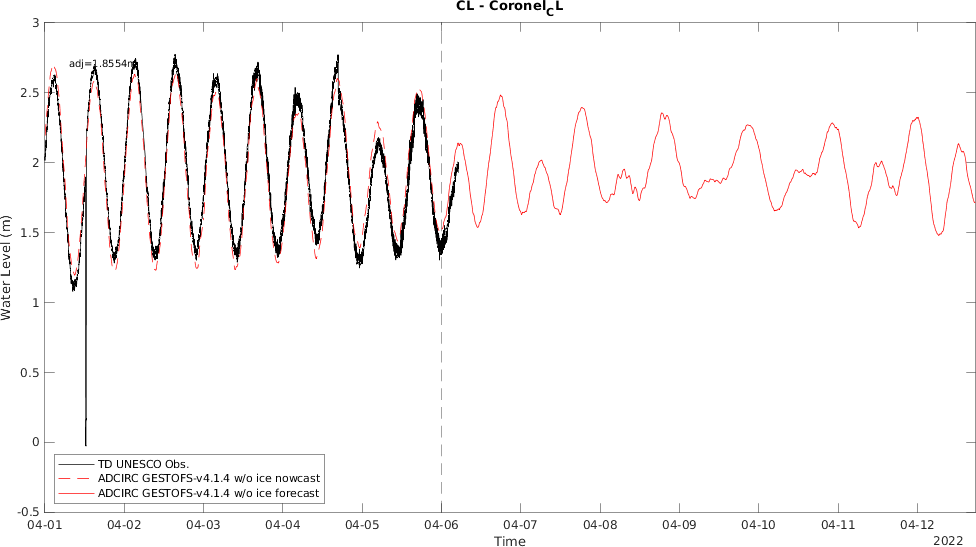 CL - Coronel_CL
adj=1.8554m
3
2.5
2
1.5
1
0.5
0
-0.5
Water Level (m)
TD UNESCO Obs.
ADCIRC GESTOFS-v4.1.4 w/o ice nowcast
ADCIRC GESTOFS-v4.1.4 w/o ice forecast
04-01 04-02 04-03 04-04 04-05 04-06 04-07 04-08 04-09 04-10 04-11 04-12
Time
2022